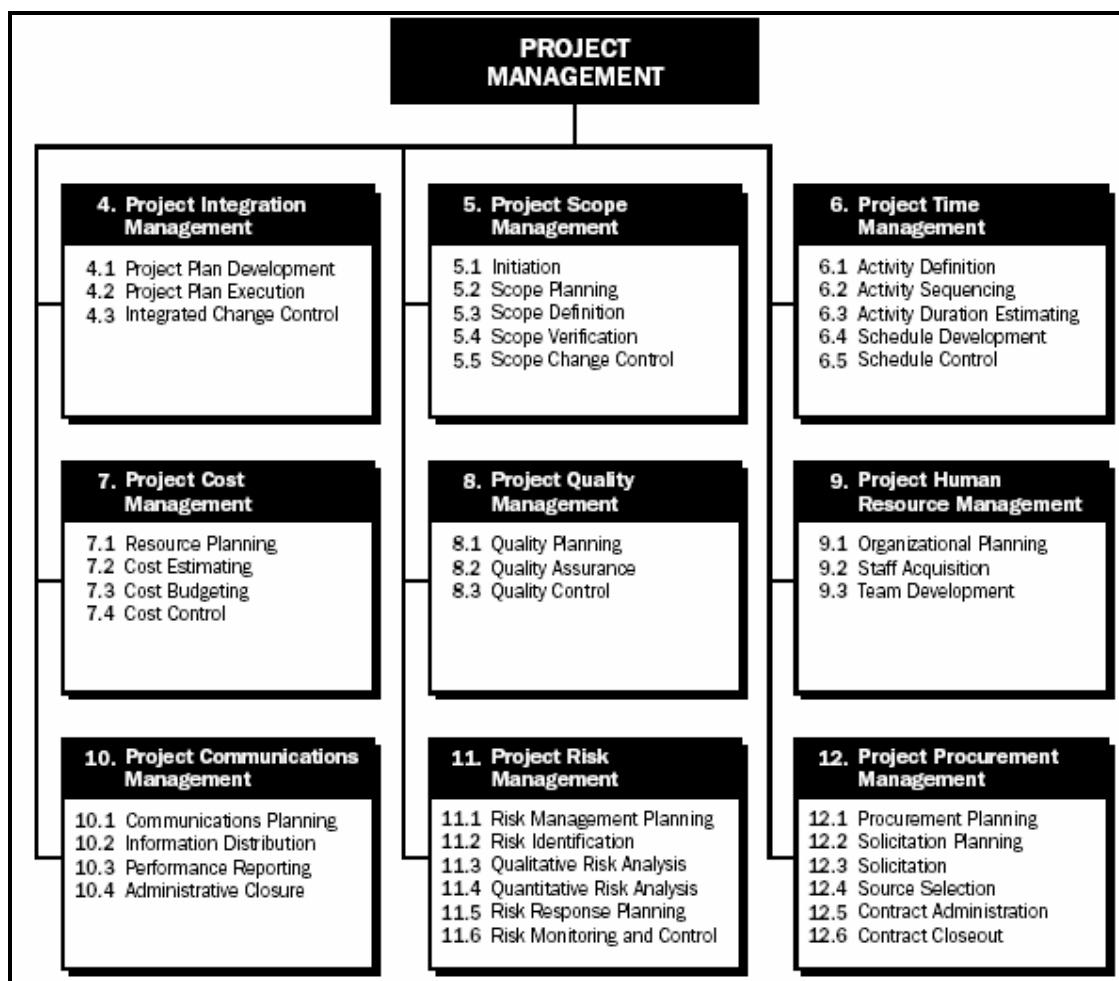 PROJECT
MANAGEMENT
4. Project Integration
Management
4.1 Project Plan Development
4.2 Project Plan Execution
4.3 Integrated Change Control
5. Project Scope
Management
5.1 Initiation
5.2 Scope Planning
5.3 Scope Definition
5.4 Scope Verification
5.5 Scope Change Control
6. Project Time
Management
6.1 Activity Definition
6.2 Activity Sequencing
6.3 Activity Duration Estimating
6.4 Schedule Development
6.5 Schedule Control
7. Project Cost
Management
7.1 Resource Planning
7.2 Cost Estimating
7.3 Cost Budgeting
7.4 Cost Control
8. Project Quality
Management
8.1 Quality Planning
8.2 Quality Assurance
8.3 Quality Control
9. Project Human
Resource Management
9.1 Organizational Planning
9.2 Staff Acquisition
9.3 Team Development
10. Project Communications
Management
10.1 Communications Planning
10.2 Information Distribution
10.3 Performance Reporting
10.4 Administrative Closure
11. Project Risk
Management
11.1 Risk Management Planning
11.2 Risk Identification
11.3 Qualitative Risk Analysis
11.4 Quantitative Risk Analysis
11.5 Risk Response Planning
11.6 Risk Monitoring and Control
12. Project Procurement
Management
12.1 Procurement Planning
12.2 Solicitation Planning
12.3 Solicitation
12.4 Source Selection
12.5 Contract Administration
12.6 Contract Closeout